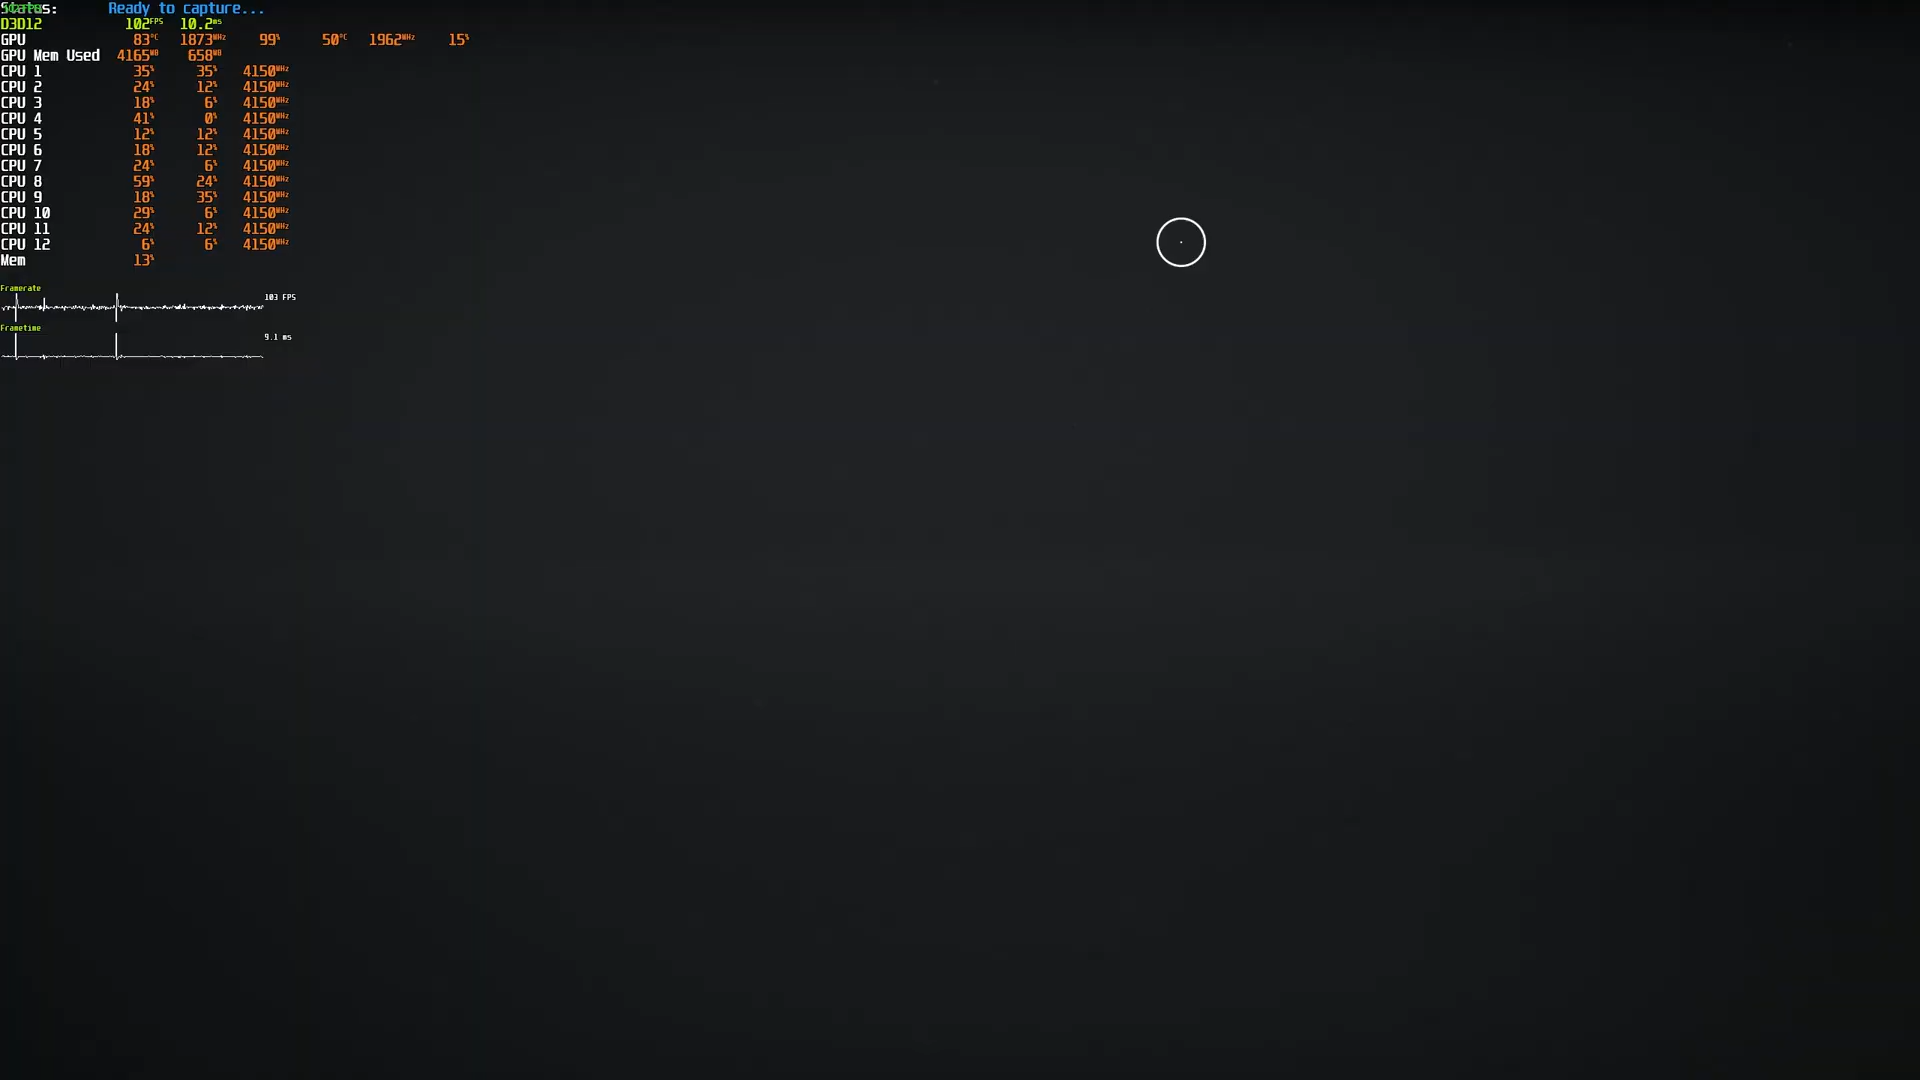 Status: Ready to capture...
D3D12 102FPS 10.2ms
GPU 83°C 1873MHz 99% 50°C 1962MHz 15%
GPU Mem Used 4165MB 658MB
CPU 1 35% 35% 4150MHz
CPU 2 24% 12% 4150MHz
CPU 3 18% 6% 4150MHz
CPU 4 41% 0% 4150MHz
CPU 5 12% 12% 4150MHz
CPU 6 18% 12% 4150MHz
CPU 7 24% 6% 4150MHz
CPU 8 59% 24% 4150MHz
CPU 9 18% 35% 4150MHz
CPU 10 29% 6% 4150MHz
CPU 11 24% 12% 4150MHz
CPU 12 6% 6% 4150MHz
Mem 13%
Framerate
103 FPS
Frametime
9.1 ms